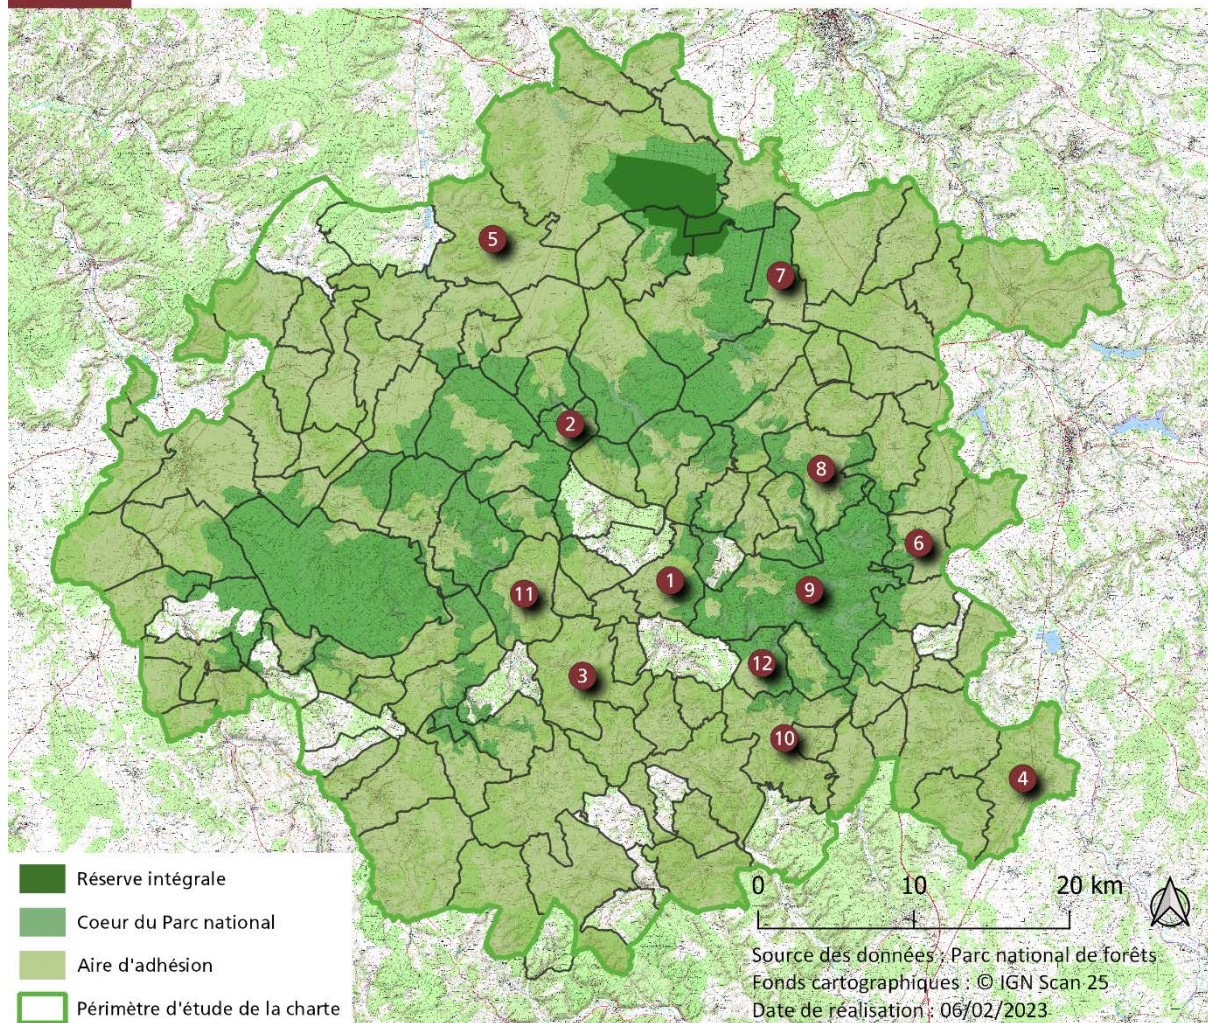 5
7
2
8
6
1
9
11
12
3
10
4
Réserve intégrale
Coeur du Parc national
Aire d'adhésion
Périmètre d'étude de la charte
0 10 20 km
Source des données : Parc national de forêts
Fonds cartographiques : © IGN Scan 25
Date de réalisation : 06/02/2023